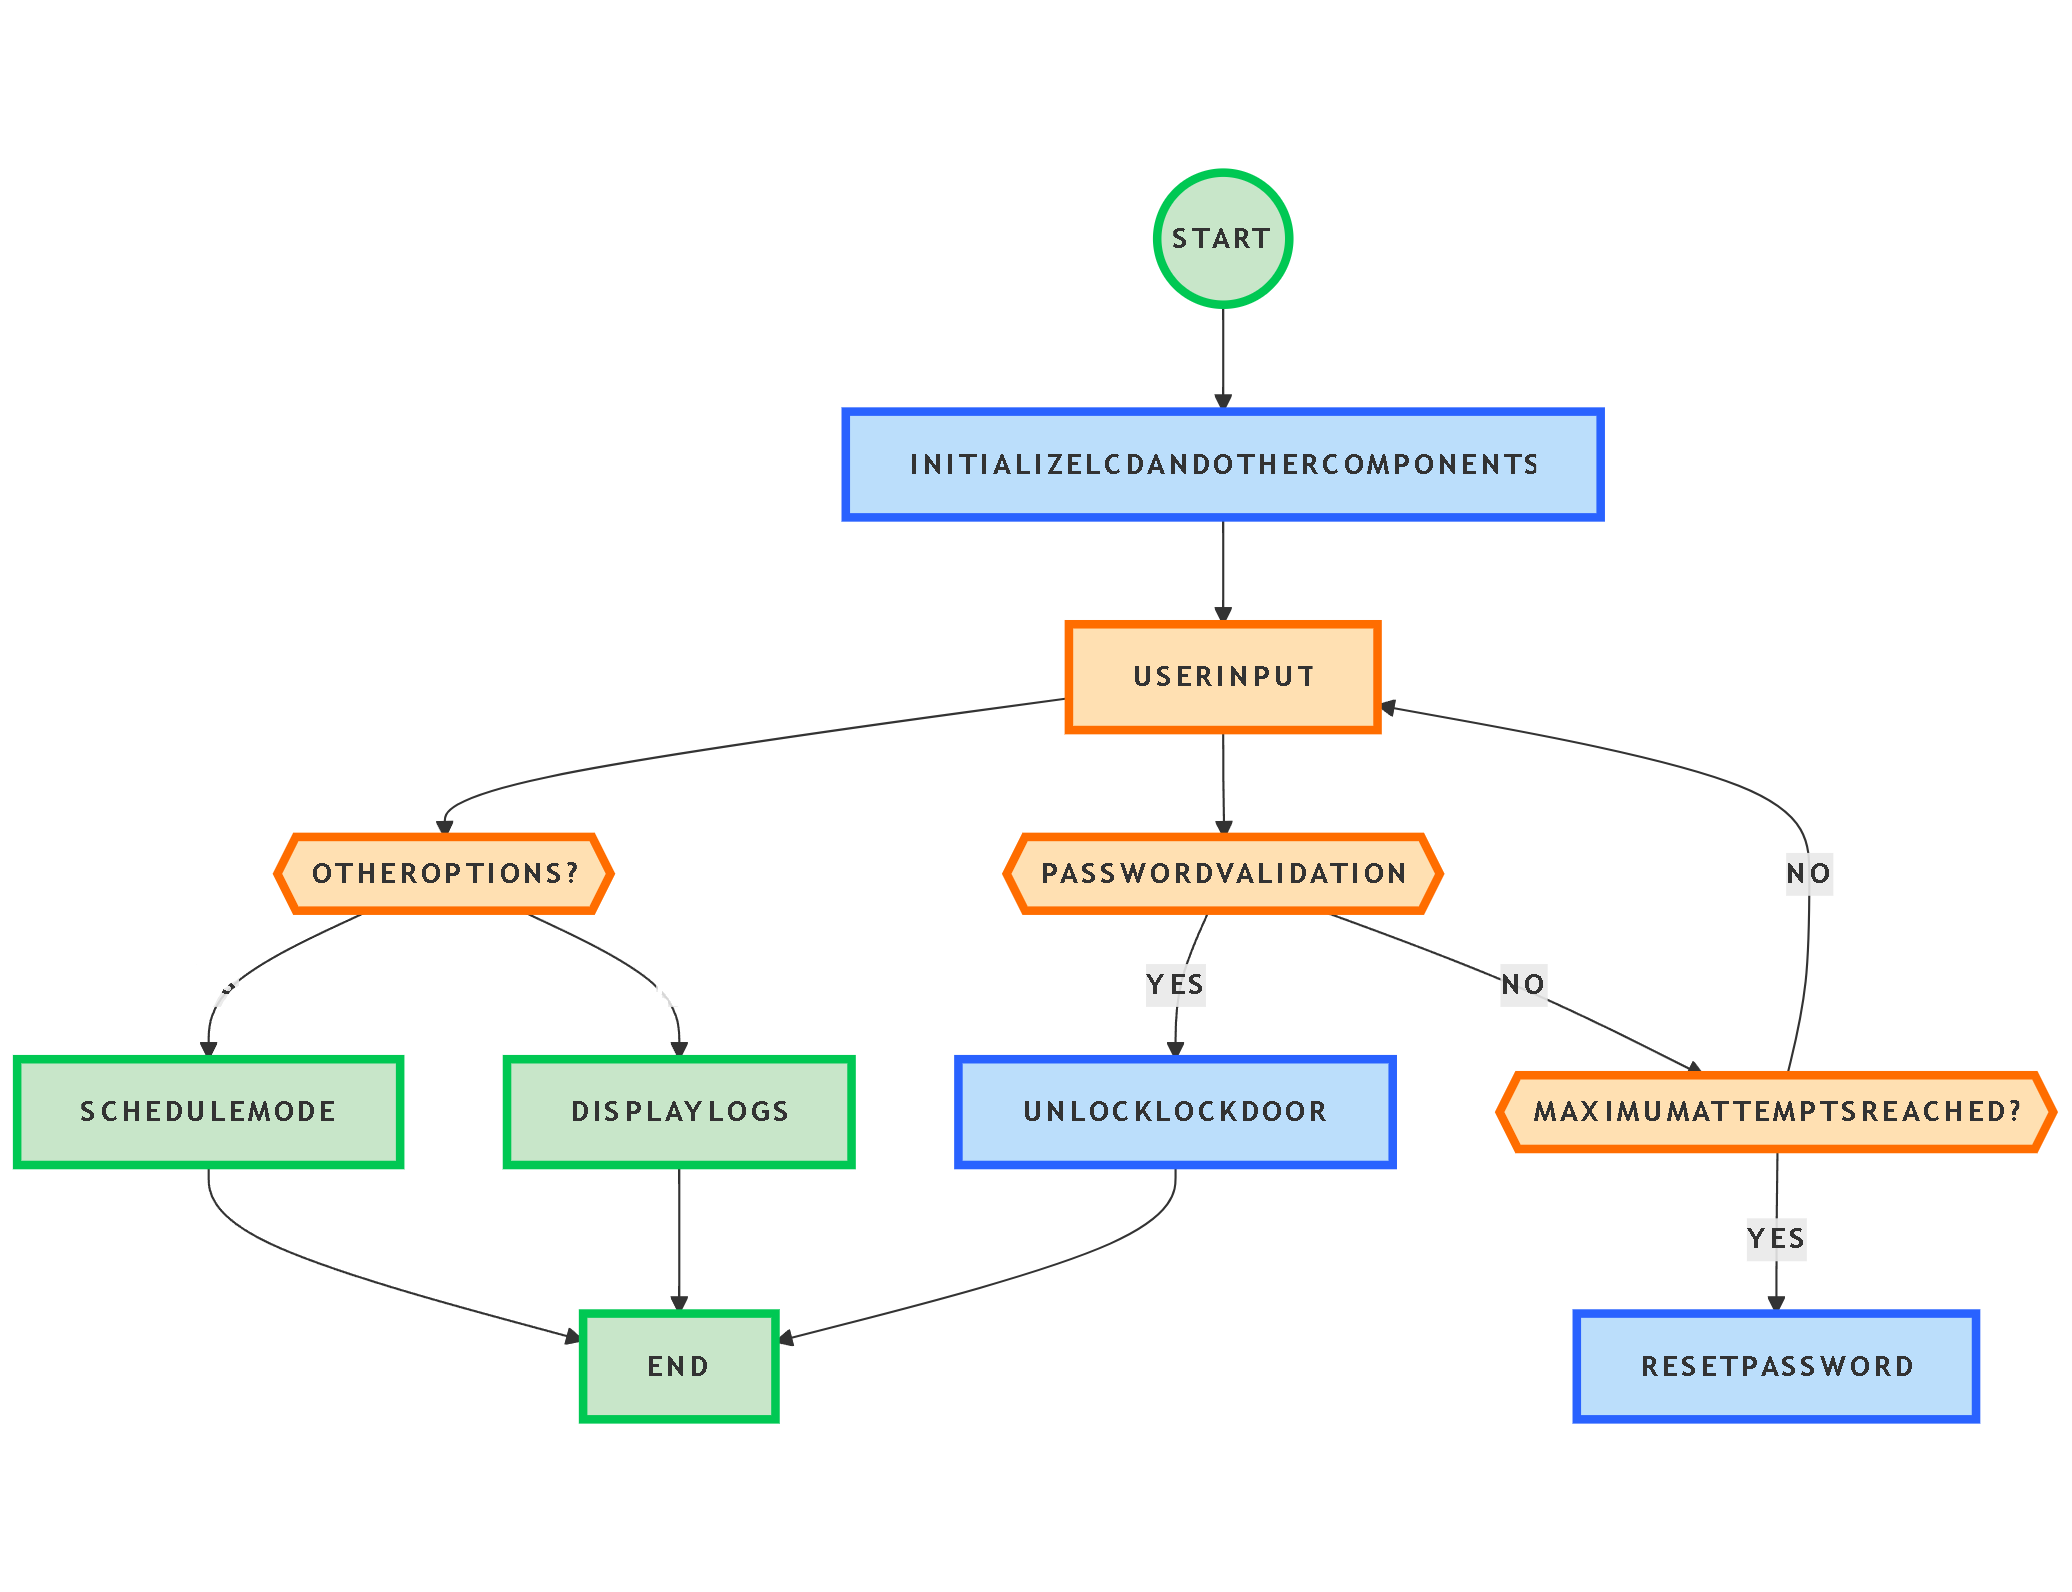 START
INITIALIZELCDANDOTHERCOMPONENTS
USERINPUT
OTHEROPTIONS?
PASSWORDVALIDATION
NO
YES
NO
SCHEDULEMODE
DISPLAYLOGS
UNLOCKLOCKDOOR
MAXIMUMATTEMPTSREACHED?
YES
END
RESETPASSWORD